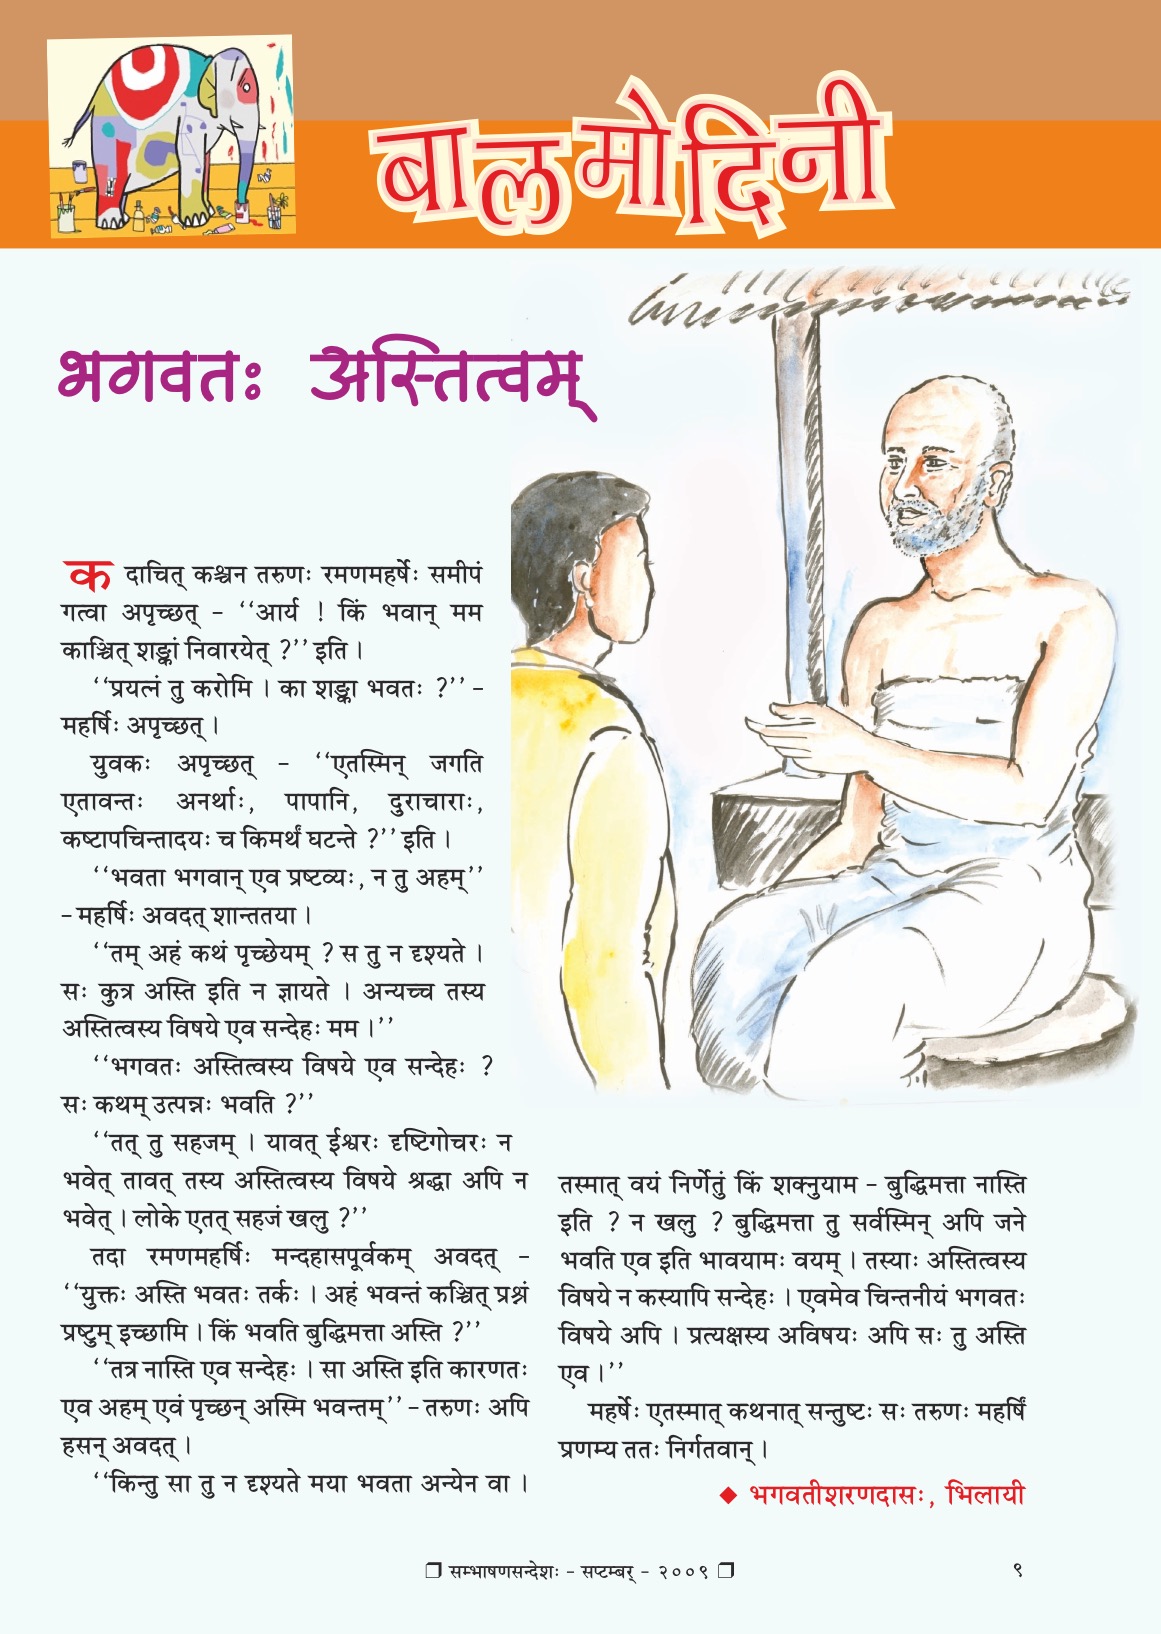 बालमोदिनी
भगवतः अस्तित्वम्
कदाचित् कश्चन तरुणः रमणमहर्षेः समीपं
गत्वा अपृच्छत् – ‘‘आर्य ! किं भवान् मम
काञ्चित् शङ्कां निवारयेत् ?’’ इति ।
‘‘प्रयत्नं तु करोमि । का शङ्का भवतः ?’’ –
महर्षिः अपृच्छत् ।
युवकः अपृच्छत् – ‘‘एतस्मिन् जगति
एतावन्तः अनर्थाः, पापानि, दुराचाराः,
कष्टापचिन्तादयः च किमर्थं घटन्ते ?’’ इति ।
‘‘भवता भगवान् एव प्रष्टव्यः, न तु अहम्’’
– महर्षिः अवदत् शान्ततया ।
‘‘तम् अहं कथं पृच्छेयम् ? स तु न दृश्यते ।
सः कुत्र अस्ति इति न ज्ञायते । अन्यच्च तस्य
अस्तित्वस्य विषये एव सन्देहः मम ।’’
‘‘भगवतः अस्तित्वस्य विषये एव सन्देहः ?
सः कथम् उत्पन्नः भवति ?’’
‘‘तत् तु सहजम् । यावत् ईश्वरः दृष्टिगोचरः न
भवेत् तावत् तस्य अस्तित्वस्य विषये श्रद्धा अपि न
भवेत् । लोके एतत् सहजं खलु ?’’
तदा रमणमहर्षिः मन्दहासपूर्वकम् अवदत् –
‘‘युक्तः अस्ति भवतः तर्कः । अहं भवन्तं कञ्चित् प्रश्नं
प्रष्टुम् इच्छामि । किं भवति बुद्धिमत्ता अस्ति ?’’
‘‘तत्र नास्ति एव सन्देहः । सा अस्ति इति कारणतः
एव अहम् एवं पृच्छन् अस्मि भवन्तम्’’ – तरुणः अपि
हसन् अवदत् ।
‘‘किन्तु सा तु न दृश्यते मया भवता अन्येन वा ।
तस्मात् वयं निर्णेतुं किं शक्नुयाम – बुद्धिमत्ता नास्ति
इति ? न खलु ? बुद्धिमत्ता तु सर्वस्मिन् अपि जने
भवति एव इति भावयामः वयम् । तस्याः अस्तित्वस्य
विषये न कस्यापि सन्देहः । एवमेव चिन्तनीयं भगवतः
विषये अपि । प्रत्यक्षस्य अविषयः अपि सः तु अस्ति
एव ।’’
महर्षेः एतस्मात् कथनात् सन्तुष्टः सः तरुणः महर्षिं
प्रणम्य ततः निर्गतवान् ।
◆ भगवतीशरणदासः, भिलायी
❐ सम्भाषणसन्देशः – सप्टम्बर् – २००९ ❐
९